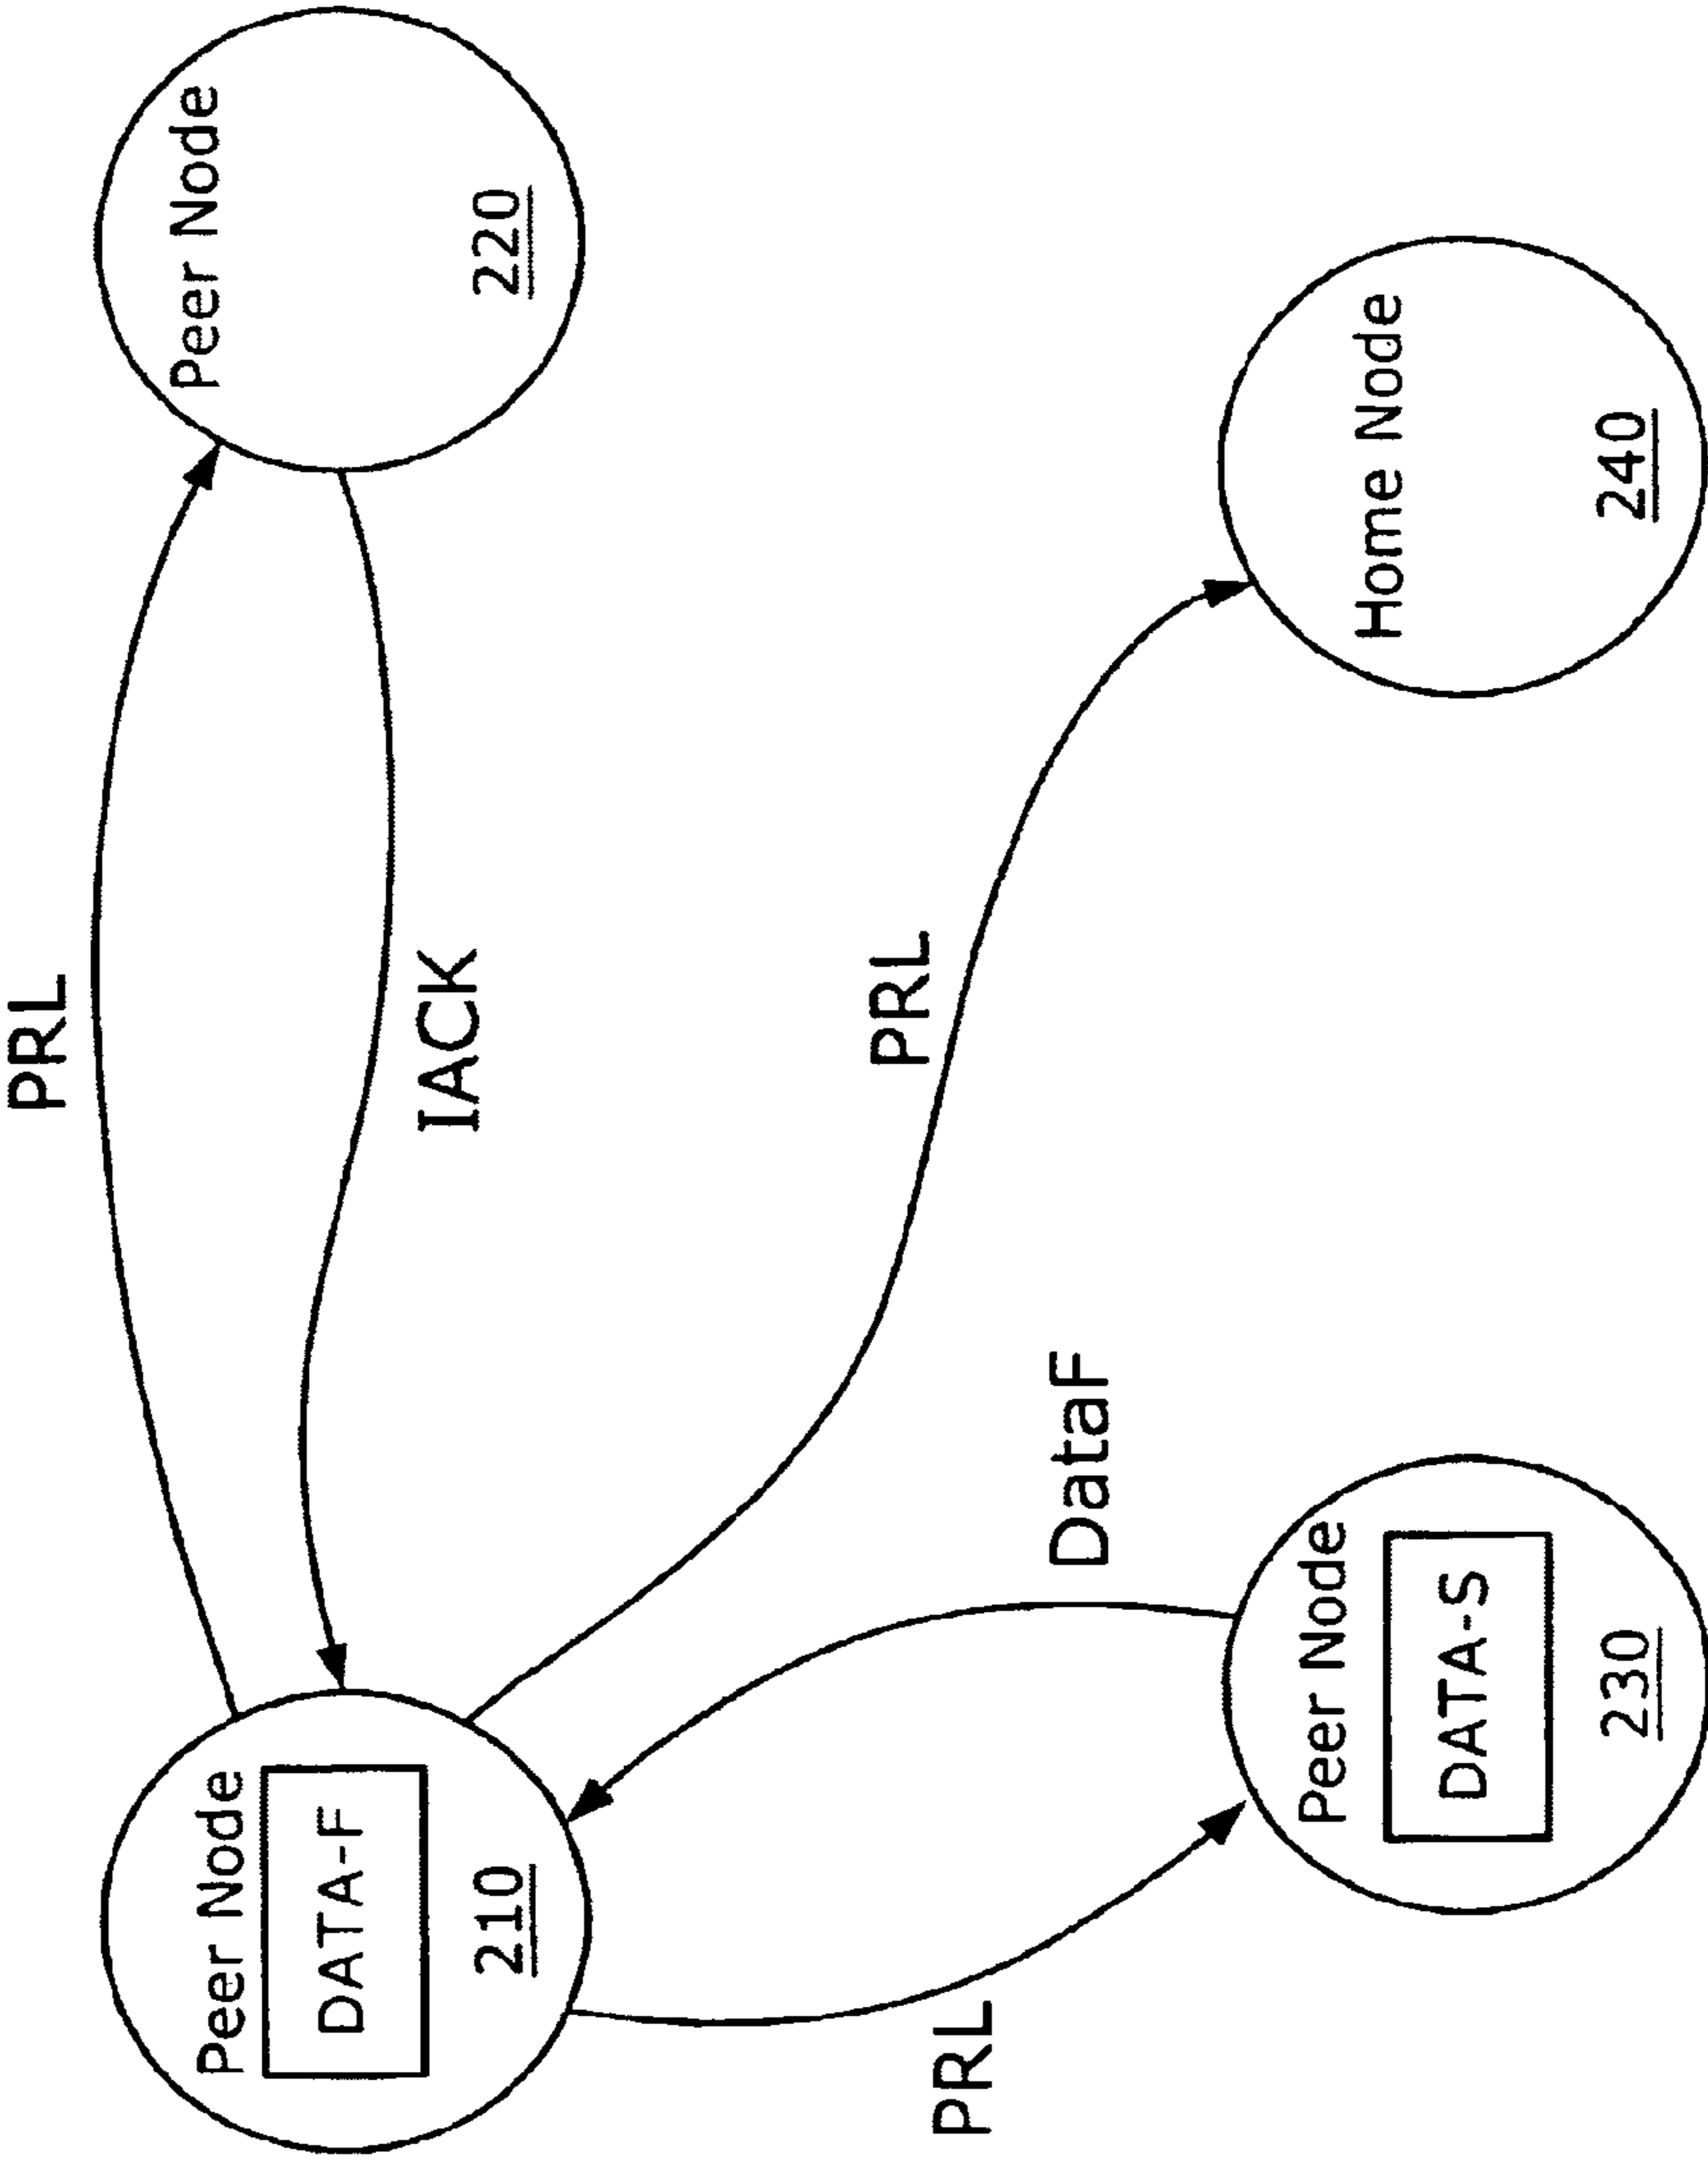 PRL
Peer Node
DATA-F
210
Peer Node
220
IACK
PRL
DataF
PRL
Peer Node
DATA-S
230
Home Node
240